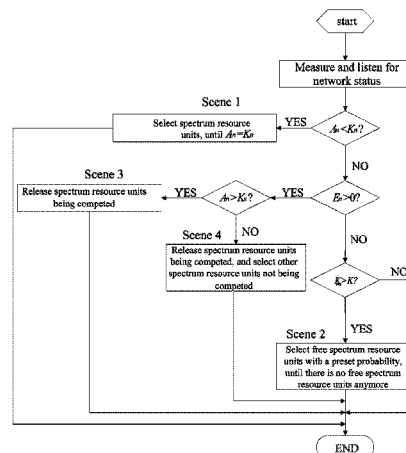 start
Measure and listen for
network status
Scene 1
Select spectrum resource
units, until An=Kn
YES
An<Kn?
NO
Scene 3
Release spectrum resource units
being competed
YES
An>Kn?
YES
En>0?
NO
NO
Scene 4
Release spectrum resource units
being competed, and select other
spectrum resource units not being
competed
>K?
NO
YES
Scene 2
Select free spectrum resource
units with a preset probability,
until there is no free spectrum
resource units anymore
END